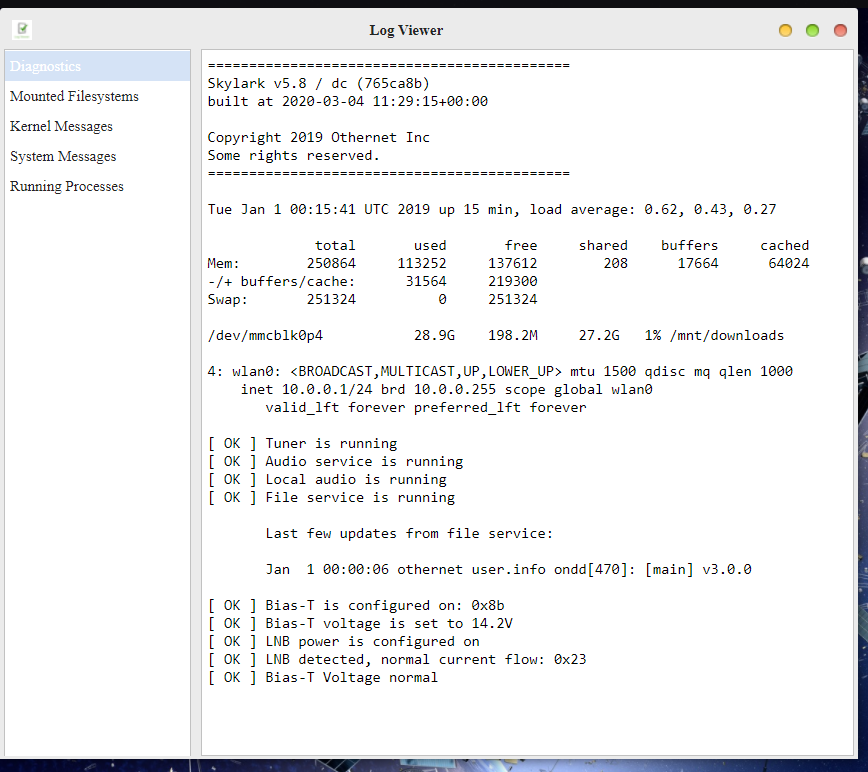 Log Viewer
Diagnostics
Mounted Filesystems
Kernel Messages
System Messages
Running Processes
============================================
Skylark v5.8 / dc (765ca8b)
built at 2020-03-04 11:29:15+00:00
Copyright 2019 Othernet Inc
Some rights reserved.
============================================
Tue Jan 1 00:15:41 UTC 2019 up 15 min, load average: 0.62, 0.43, 0.27
total used free shared buffers cached
Mem: 250864 113252 137612 208 17664 64024
-/+ buffers/cache: 31564 219300
Swap: 251324 0 251324
/dev/mmcblk0p4 28.9G 198.2M 27.2G 1% /mnt/downloads
4: wlan0: <BROADCAST,MULTICAST,UP,LOWER_UP> mtu 1500 qdisc mq qlen 1000
inet 10.0.0.1/24 brd 10.0.0.255 scope global wlan0
valid_lft forever preferred_lft forever
[ OK ] Tuner is running
[ OK ] Audio service is running
[ OK ] Local audio is running
[ OK ] File service is running
Last few updates from file service:
Jan 1 00:00:06 othernet user.info ondd[470]: [main] v3.0.0
[ OK ] Bias-T is configured on: 0x8b
[ OK ] Bias-T voltage is set to 14.2V
[ OK ] LNB power is configured on
[ OK ] LNB detected, normal current flow: 0x23
[ OK ] Bias-T Voltage normal